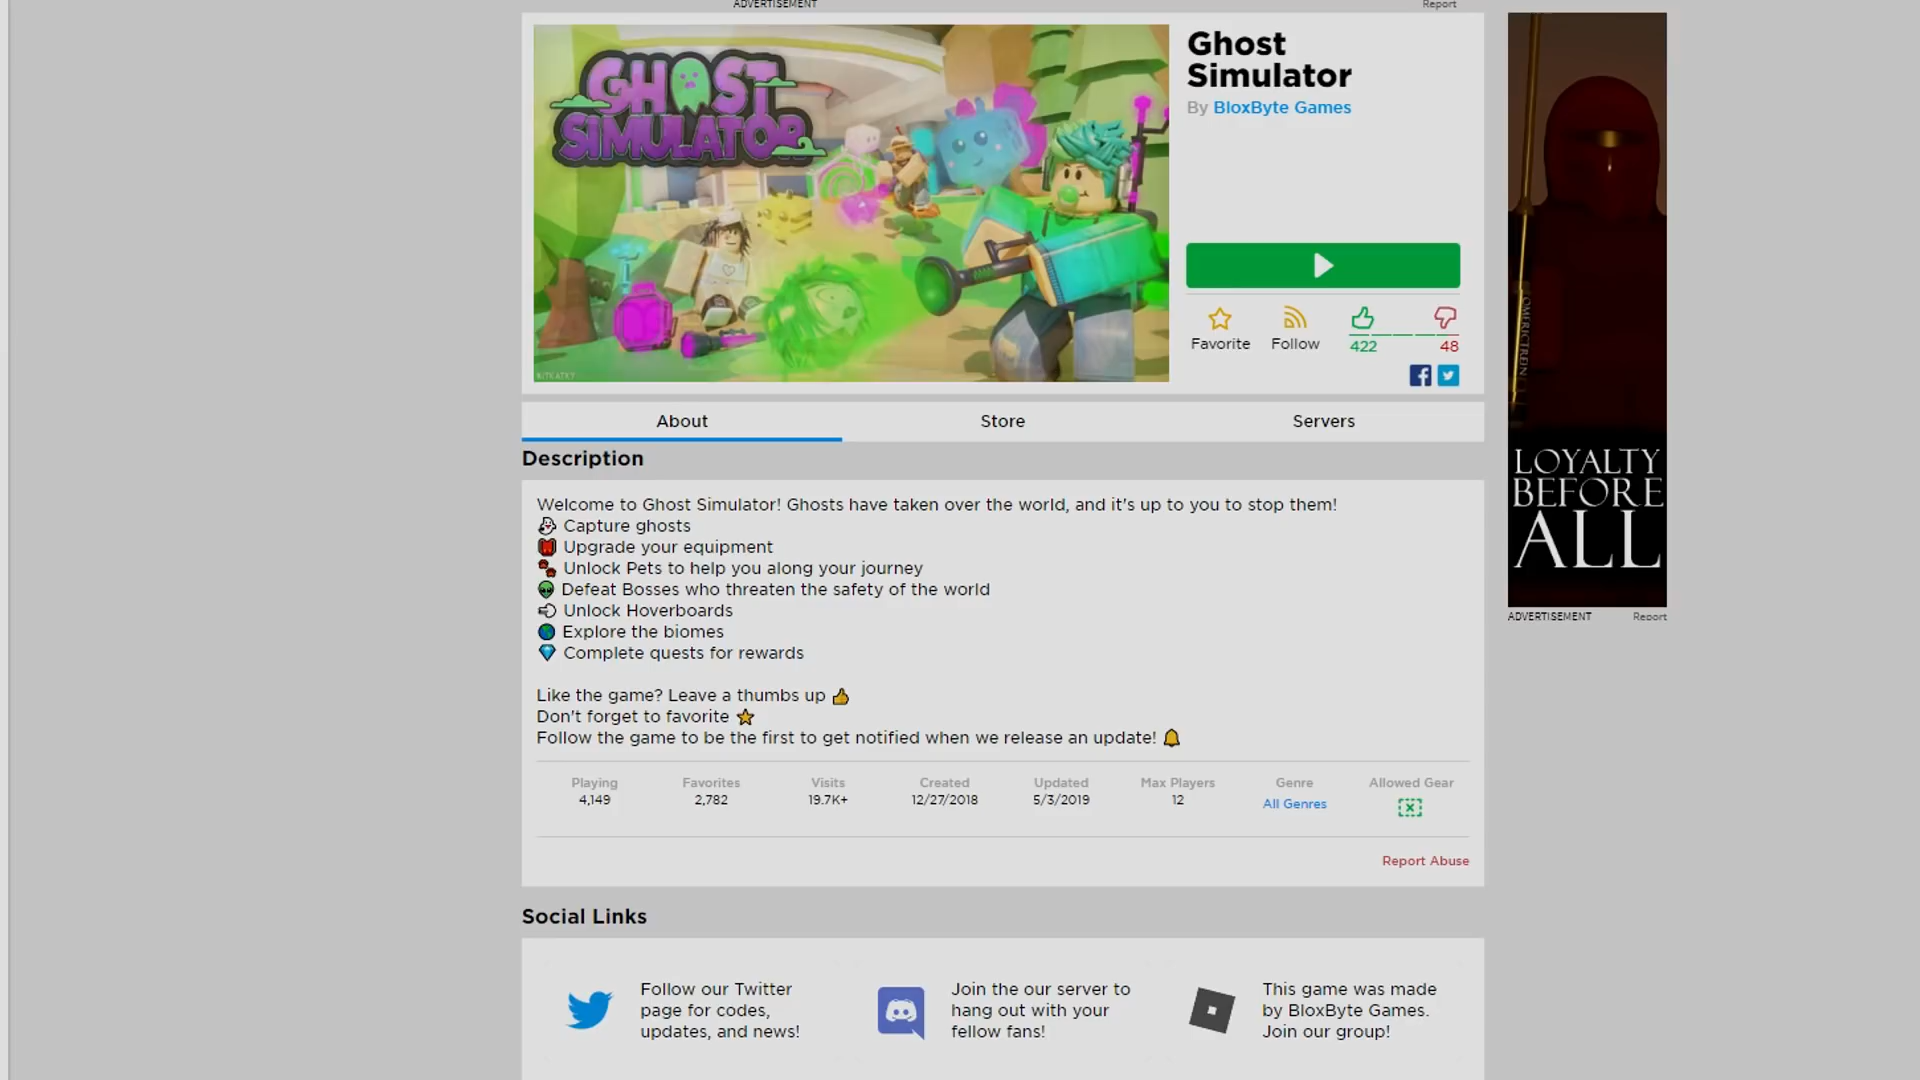 ADVERTISEMENT
Report
GHOST
SIMULATOR
KITKATKY
Ghost
Simulator
By BloxByte Games
Favorite
Follow
422
48
About
Store
Servers
Description
Welcome to Ghost Simulator! Ghosts have taken over the world, and it's up to you to stop them!
Capture ghosts
Upgrade your equipment
Unlock Pets to help you along your journey
Defeat Bosses who threaten the safety of the world
Unlock Hoverboards
Explore the biomes
Complete quests for rewards
Like the game? Leave a thumbs up
Don't forget to favorite
Follow the game to be the first to get notified when we release an update!
Playing
4,149
Favorites
2,782
Visits
19.7K+
Created
12/27/2018
Updated
5/3/2019
Max Players
12
Genre
All Genres
Allowed Gear
Report Abuse
Social Links
Follow our Twitter
page for codes,
updates, and news!
Join the our server to
hang out with your
fellow fans!
This game was made
by BloxByte Games.
Join our group!
LOYALTY
BEFORE
ALL
ADVERTISEMENT
Report